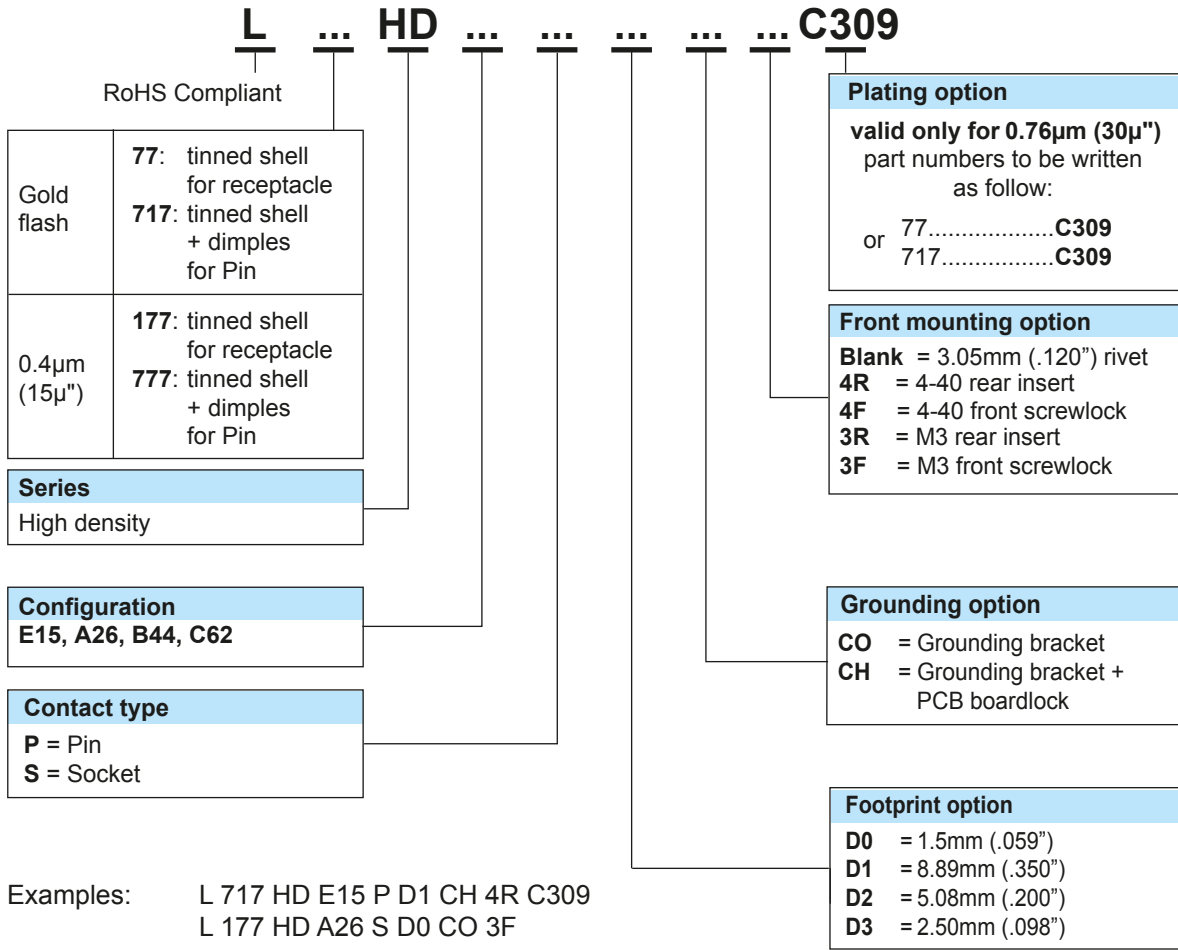 L ... HD ... ... ... ... ... C309
RoHS Compliant
Gold
flash
77: tinned shell
for receptacle
717: tinned shell
+ dimples
for Pin
0.4µm
(15µ")
177: tinned shell
for receptacle
777: tinned shell
+ dimples
for Pin
Series
High density
Configuration
E15, A26, B44, C62
Contact type
P = Pin
S = Socket
Plating option
valid only for 0.76µm (30µ")
part numbers to be written
as follow:
or
77...................C309
717.................C309
Front mounting option
Blank = 3.05mm (.120”) rivet
4R = 4-40 rear insert
4F = 4-40 front screwlock
3R = M3 rear insert
3F = M3 front screwlock
Grounding option
CO = Grounding bracket
CH = Grounding bracket +
PCB boardlock
Footprint option
D0 = 1.5mm (.059”)
D1 = 8.89mm (.350”)
D2 = 5.08mm (.200”)
D3 = 2.50mm (.098”)
Examples: L 717 HD E15 P D1 CH 4R C309
L 177 HD A26 S D0 CO 3F